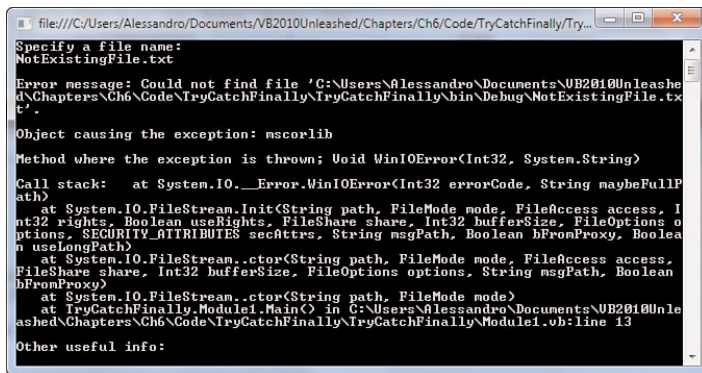 file:///C:/Users/Alessandro/Documents/VB2010Unleashed/Chapters/Ch6/Code/TryCatchFinally/Try...
Specify a file name:
NotExistingFile.txt
Error message: Could not find file 'C:\Users\Alessandro\Documents\VB2010Unleashe
d\Chapters\Ch6\Code\TryCatchFinally\TryCatchFinally\bin\Debug\NotExistingFile.tx
t'.
Object causing the exception: mscorlib
Method where the exception is thrown; Void WinIOError(Int32, System.String)
Call stack:   at System.IO.__Error.WinIOError(Int32 errorCode, String maybeFullP
ath)
   at System.IO.FileStream.Init(String path, FileMode mode, FileAccess access, I
nt32 rights, Boolean useRights, FileShare share, Int32 bufferSize, FileOptions o
ptions, SECURITY_ATTRIBUTES secAttrs, String msgPath, Boolean bFromProxy, Boolea
n useLongPath)
   at System.IO.FileStream..ctor(String path, FileMode mode, FileAccess access,
FileShare share, Int32 bufferSize, FileOptions options, String msgPath, Boolean
bFromProxy)
   at System.IO.FileStream..ctor(String path, FileMode mode)
   at TryCatchFinally.Module1.Main() in C:\Users\Alessandro\Documents\VB2010Unle
ashed\Chapters\Ch6\Code\TryCatchFinally\TryCatchFinally\Module1.vb:line 13
Other useful info: